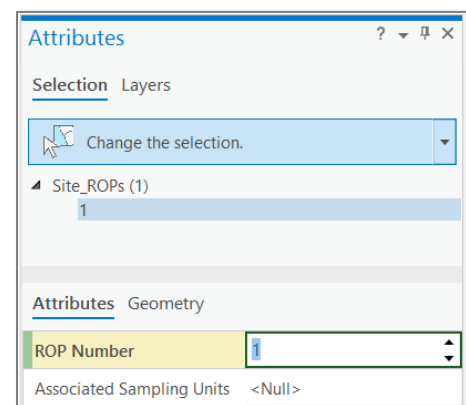 Attributes ?
Selection Layers
Change the selection.
Site_ROPs (1)
1
Attributes Geometry
ROP Number 1
Associated Sampling Units <Null>